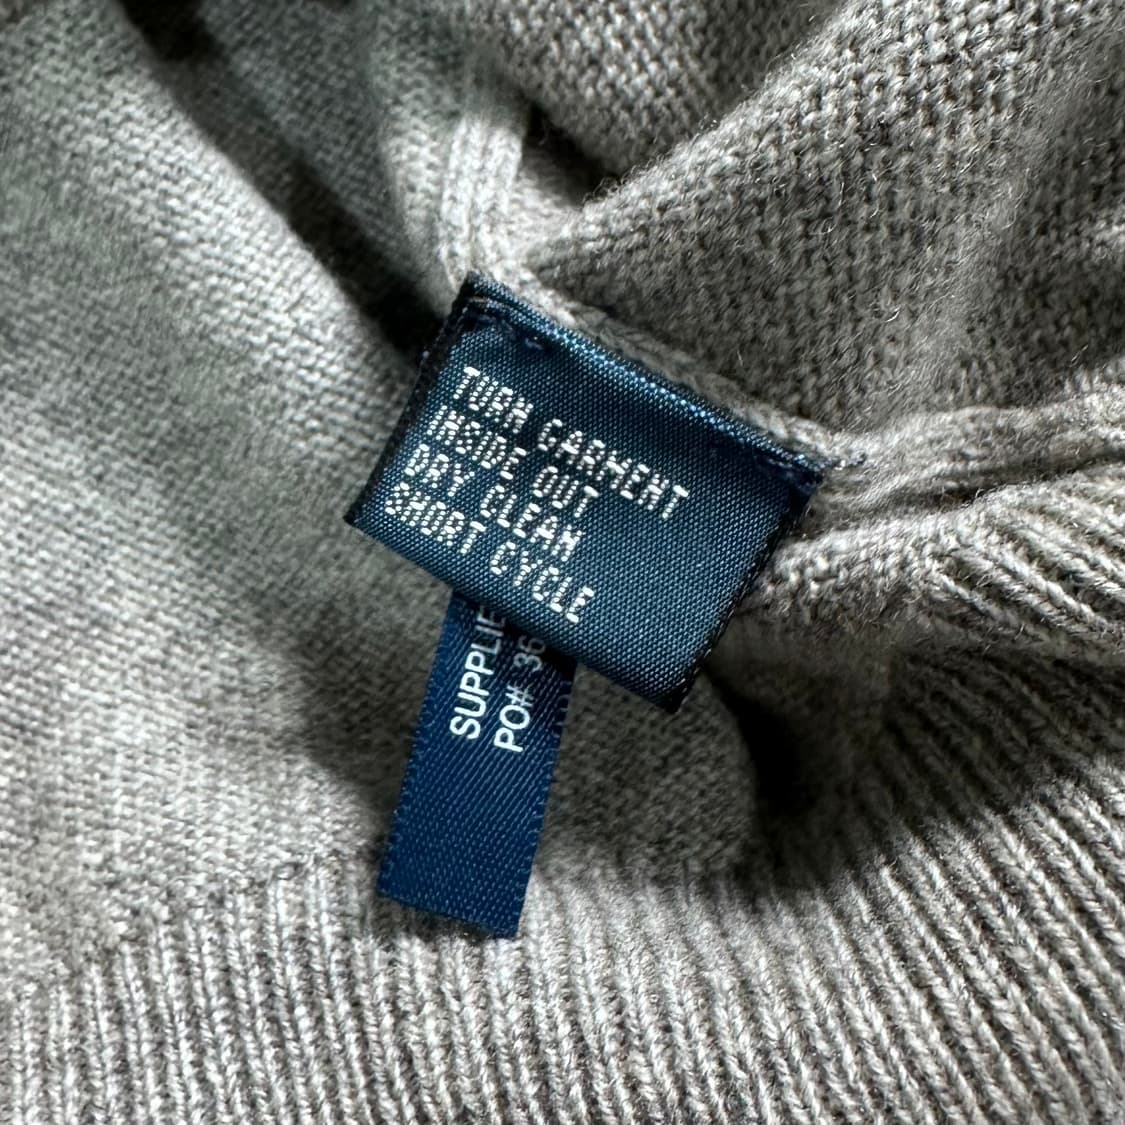 TURN GARMENT
INSIDE OUT
DRY CLEAN
SHORT CYCLE
SUPPLIE
PO# 36